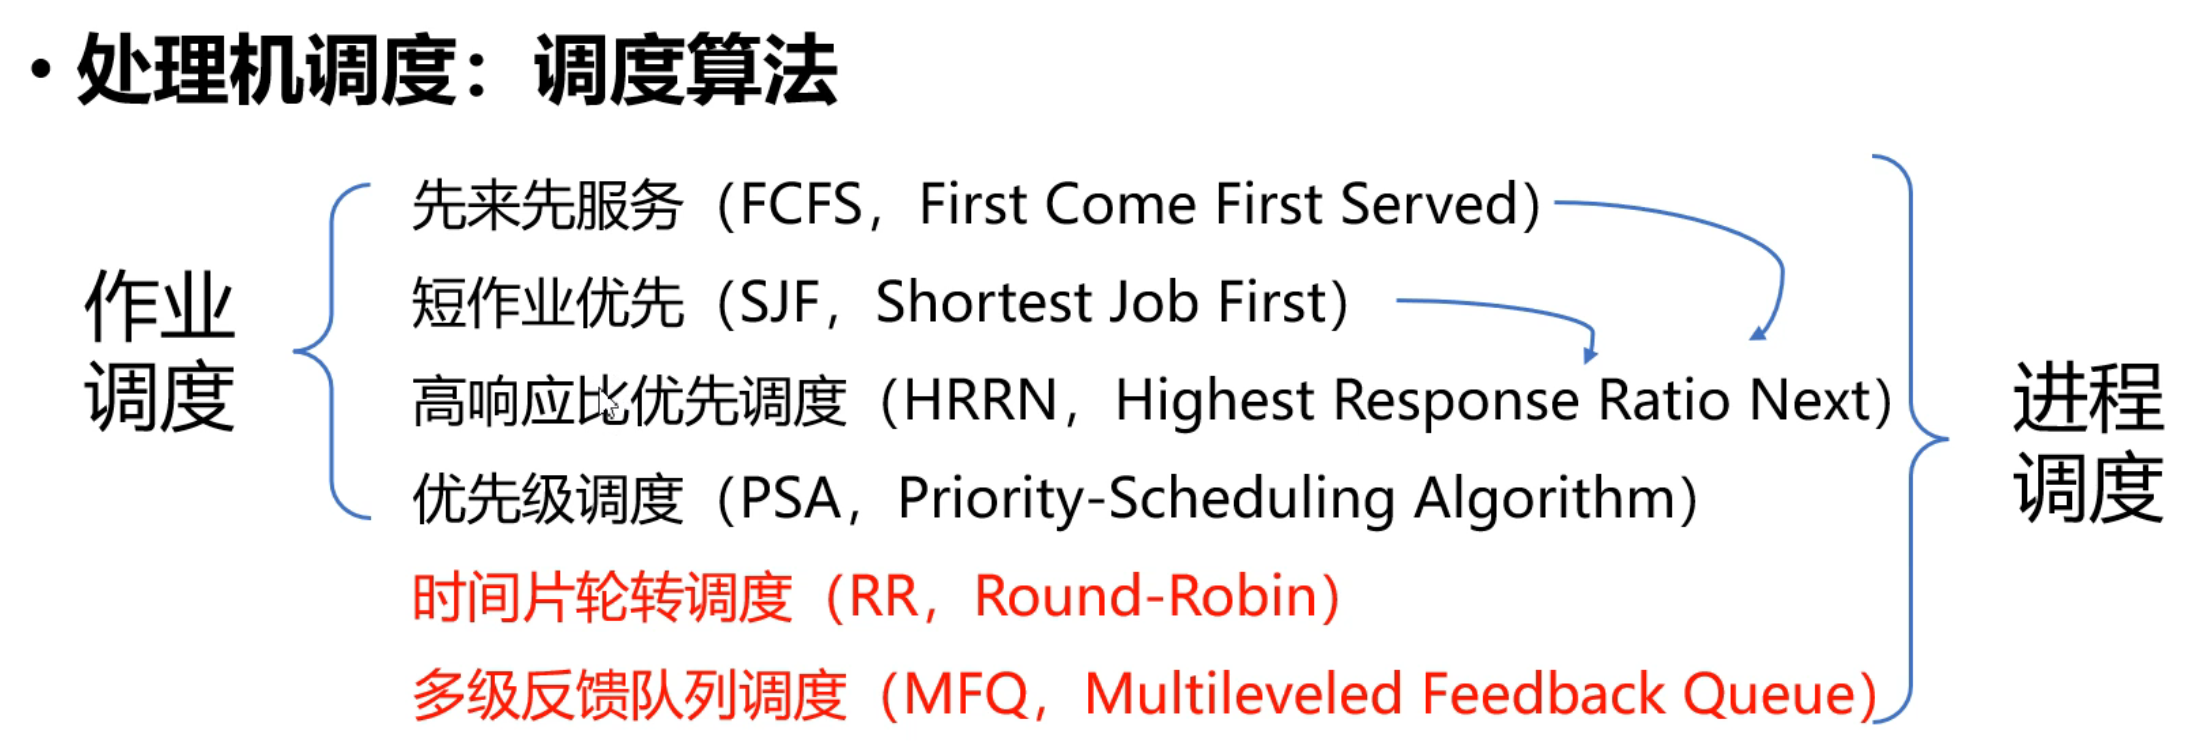 • 处理机调度：调度算法
作业
调度
先来先服务（FCFS，First Come First Served）
短作业优先（SJF，Shortest Job First）
高响应比优先调度（HRRN，Highest Response Ratio Next）
优先级调度（PSA，Priority-Scheduling Algorithm）
时间片轮转调度（RR，Round-Robin）
多级反馈队列调度（MFQ，Multileveled Feedback Queue）
进程
调度